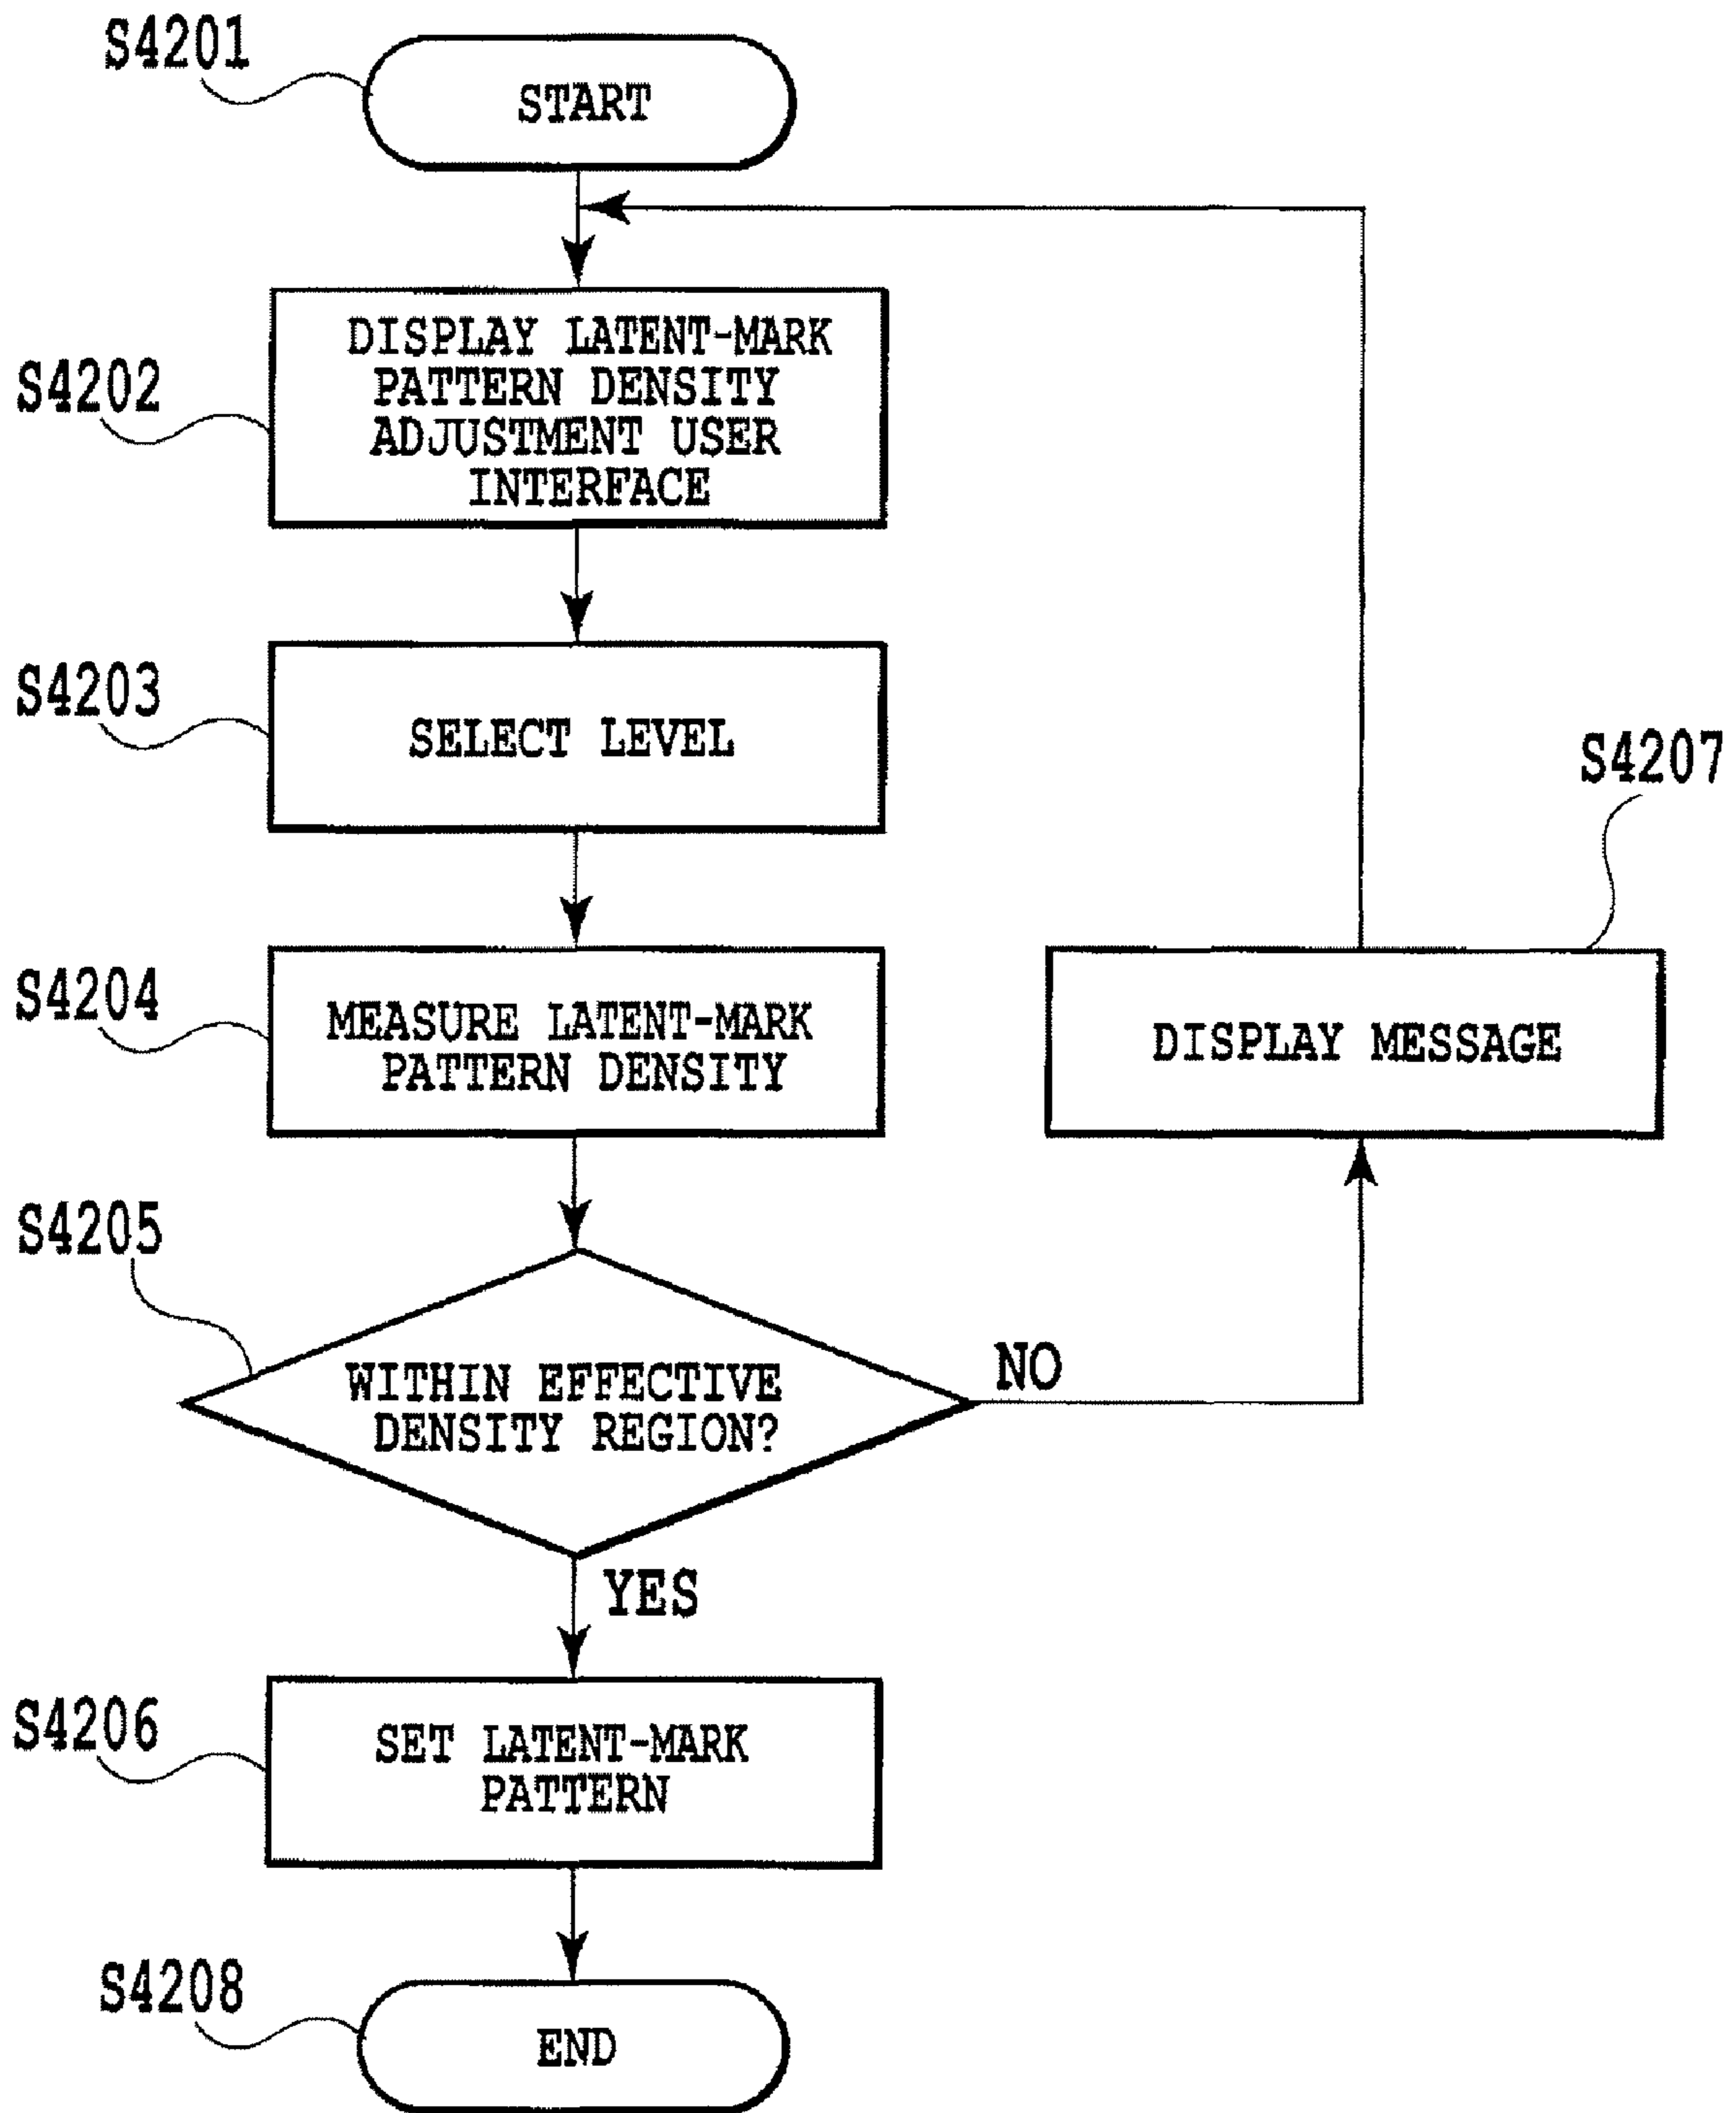 S4201
START
S4202
DISPLAY LATENT-MARK
PATTERN DENSITY
ADJUSTMENT USER
INTERFACE
S4203
SELECT LEVEL
S4207
S4204
MEASURE LATENT-MARK
PATTERN DENSITY
DISPLAY MESSAGE
S4205
WITHIN EFFECTIVE
DENSITY REGION?
NO
YES
S4206
SET LATENT-MARK
PATTERN
S4208
END